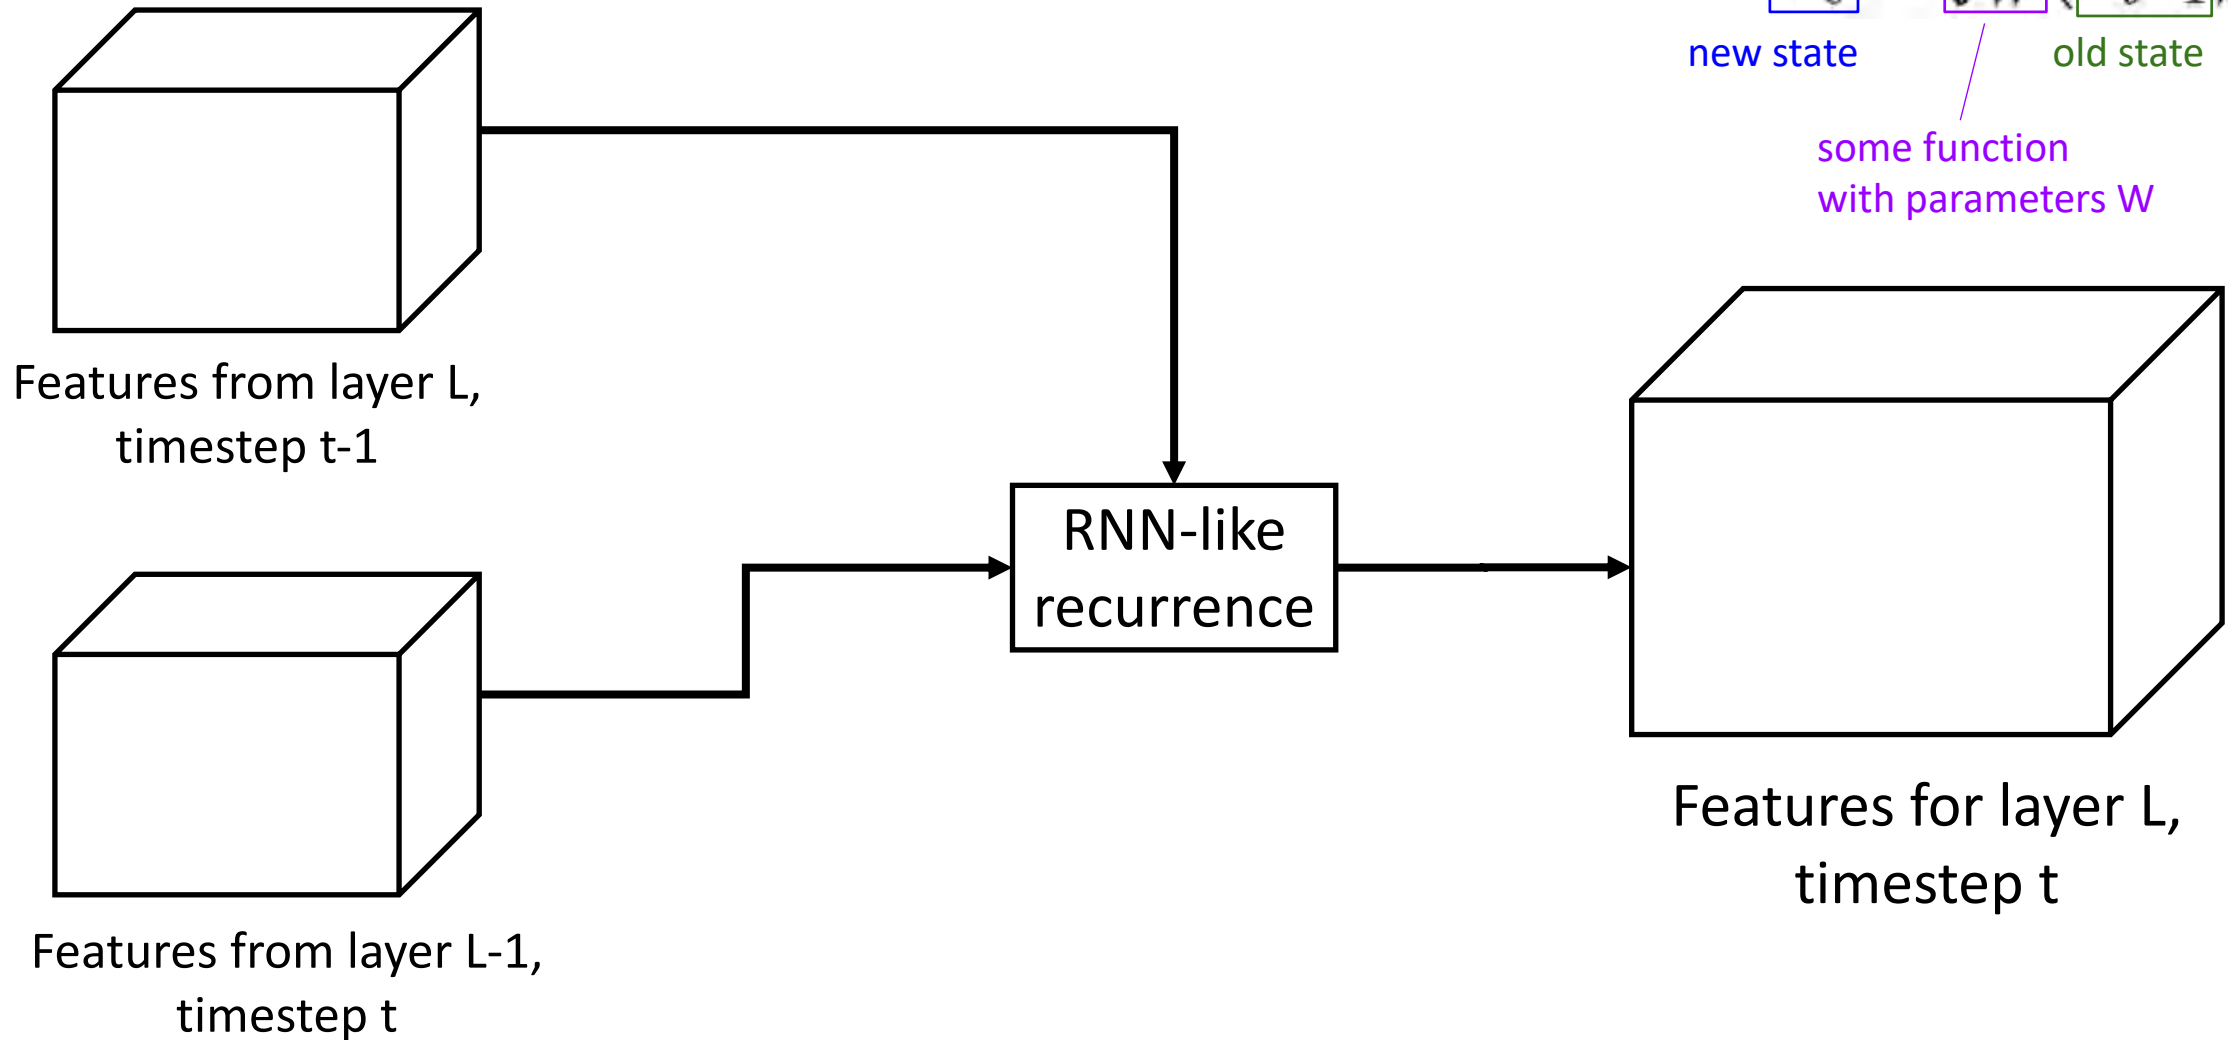 new state
old state
some function
with parameters W
Features from layer L,
timestep t-1
RNN-like
recurrence
Features for layer L,
timestep t
Features from layer L-1,
timestep t